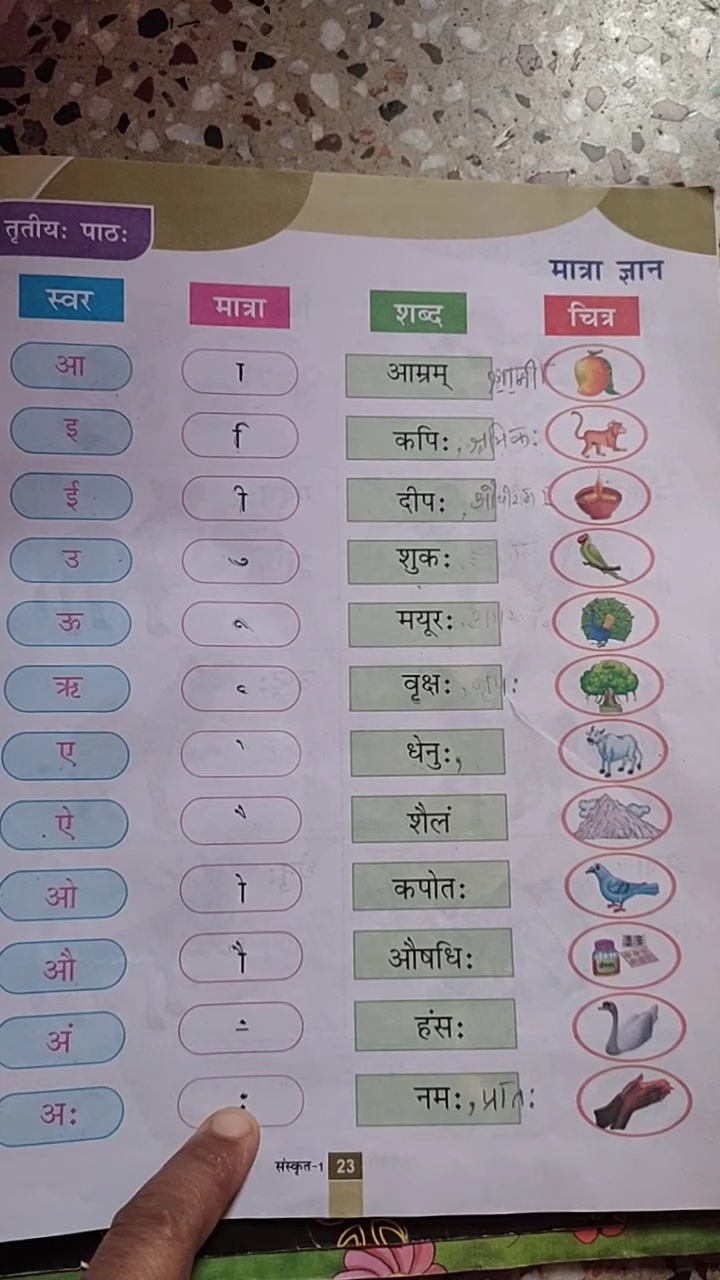 तृतीयः पाठः
मात्रा ज्ञान
स्वर मात्रा शब्द चित्र
आ ा आम्रम्
इ ि कपिः,
ई ी दीपः,
उ ु शुकः
ऊ ू मयूरः
ऋ ृ वृक्षः,
ए े धेनुः,
ऐ ै शैलं
ओ ो कपोतः
औ ौ औषधिः
अं ं हंसः
अः ः नमः, प्रातः
संस्कृत-1 23